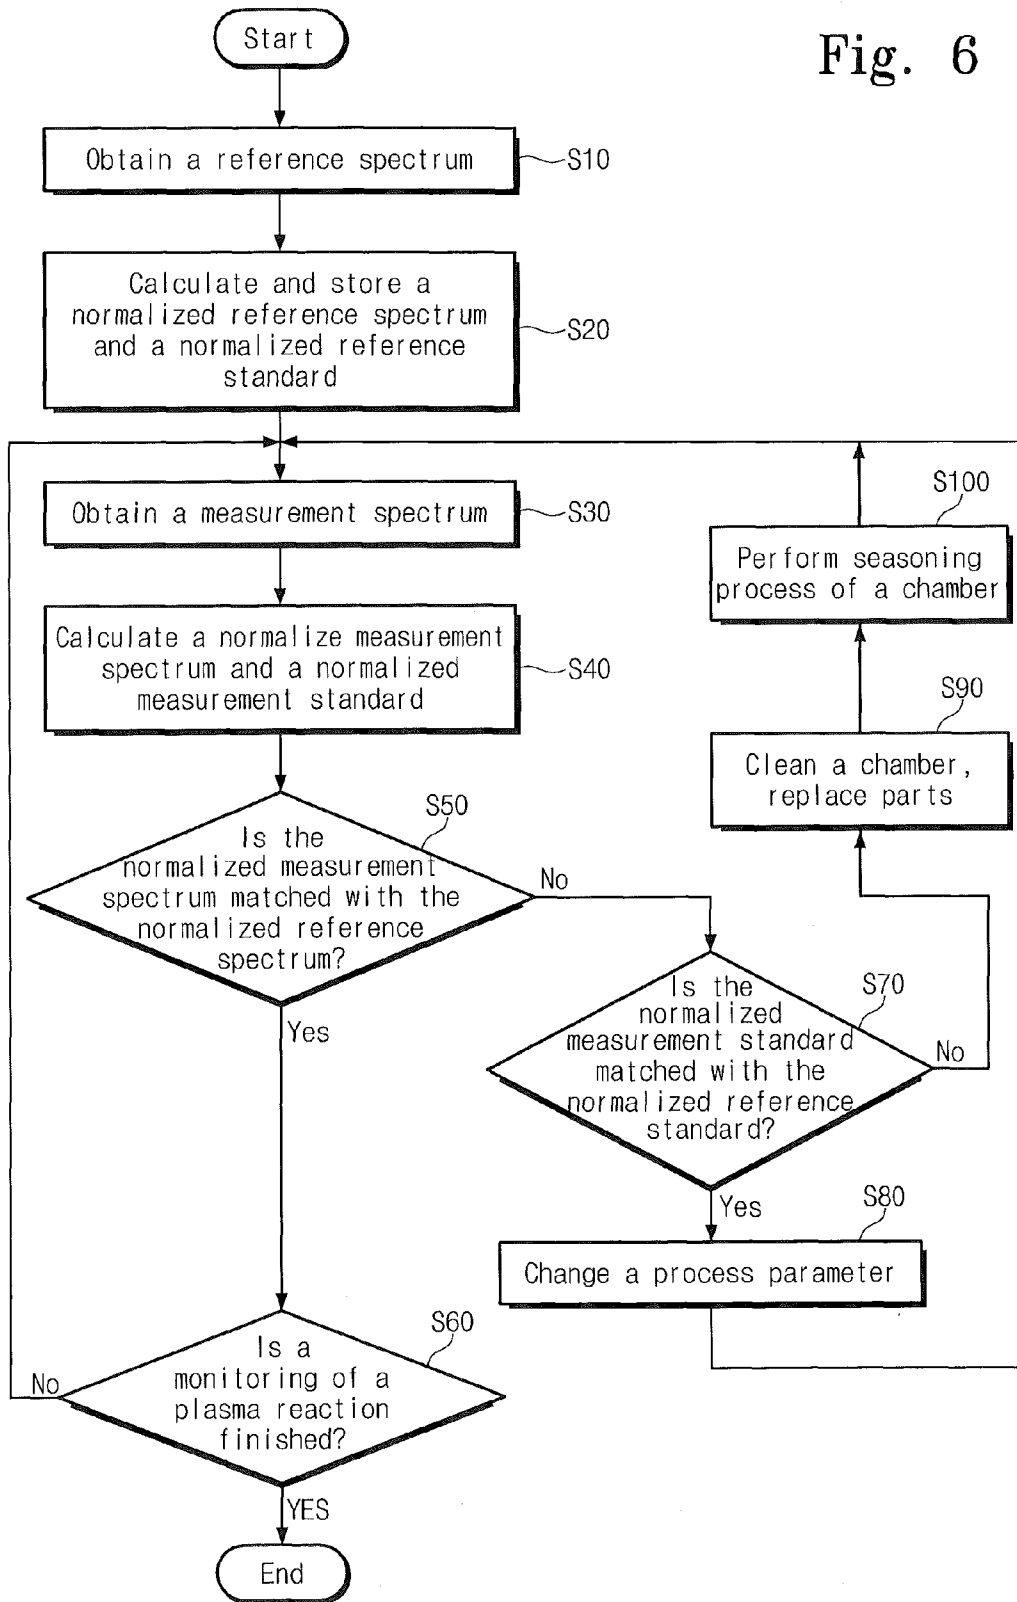 Fig. 6
Start
Obtain a reference spectrum
S10
Calculate and store a
normalized reference spectrum
and a normalized reference
standard
S20
Obtain a measurement spectrum
S30
Calculate a normalize measurement
spectrum and a normalized
measurement standard
S40
Is the
normalized measurement
spectrum matched with the
normalized reference
spectrum?
S50
No
Yes
Is a
monitoring of a
plasma reaction
finished?
S60
No
YES
End
Is the
normalized
measurement standard
matched with the
normalized reference
standard?
S70
No
Yes
Change a process parameter
S80
Clean a chamber,
replace parts
S90
Perform seasoning
process of a chamber
S100